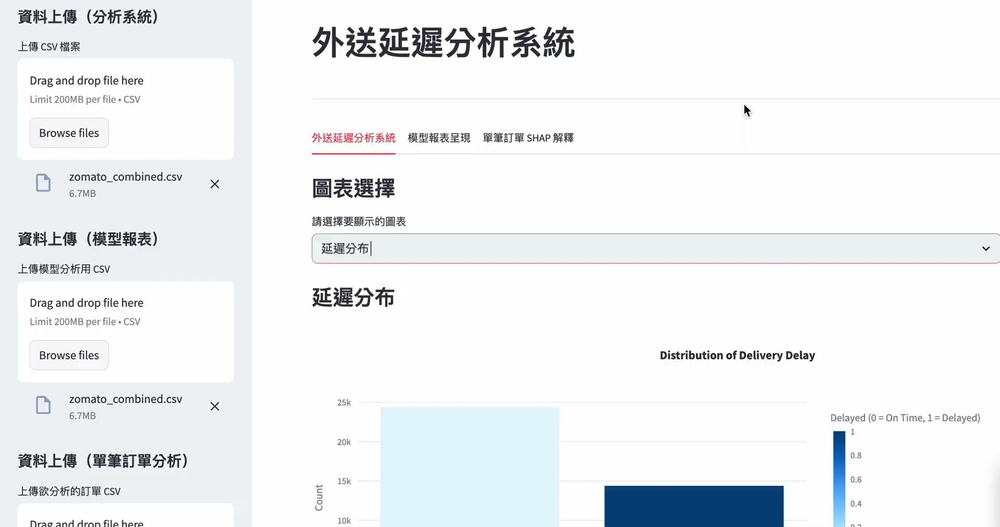 資料上傳（分析系統）
上傳 CSV 檔案
Drag and drop file here
Limit 200MB per file • CSV
Browse files
zomato_combined.csv
6.7MB
資料上傳（模型報表）
上傳模型分析用 CSV
Drag and drop file here
Limit 200MB per file • CSV
Browse files
zomato_combined.csv
6.7MB
資料上傳（單筆訂單分析）
上傳欲分析的訂單 CSV
Drag and drop file here
外送延遲分析系統
外送延遲分析系統 模型報表呈現 單筆訂單 SHAP 解釋
圖表選擇
請選擇要顯示的圖表
延遲分布
延遲分布
Distribution of Delivery Delay
25k
20k
15k
10k
Count
Delayed (0 = On Time, 1 = Delayed)
1
0.8
0.6
0.4